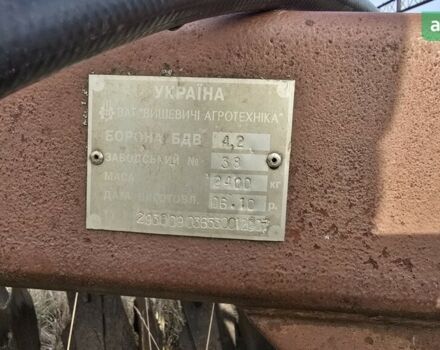 УКРАЇНА
ВАТ "ВИШЕВИЧІ АГРОТЕХНІКА"
БОРОНА БДВ 4,2
ЗАВОДСЬКИЙ № 38
МАСА 2400 кг
ДАТА ВИГОТОВЛ. 06.10 р.